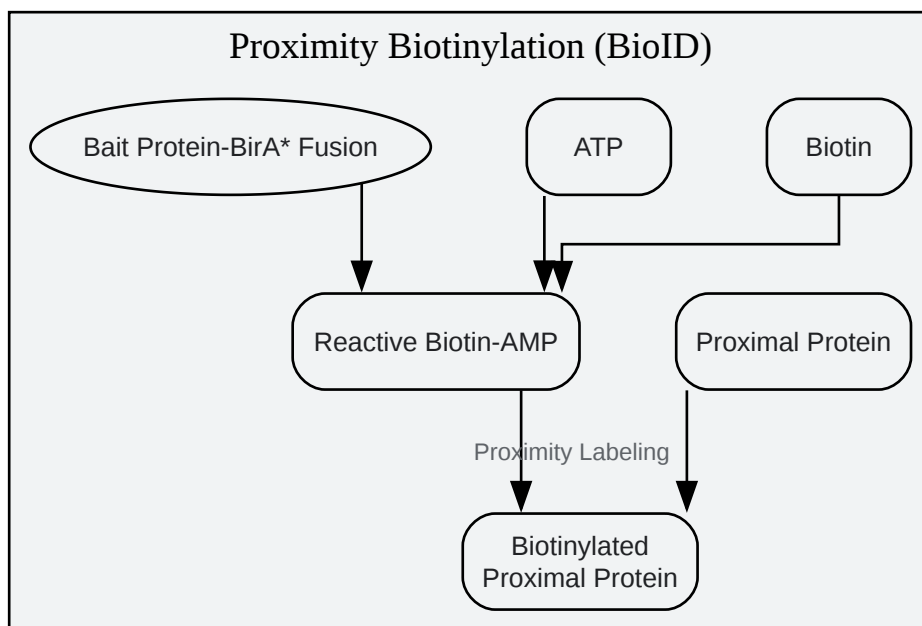 Proximity Biotinylation (BioID)
Bait Protein-BirA* Fusion
ATP
Biotin
Reactive Biotin-AMP
Proximal Protein
Proximity Labeling
Biotinylated
Proximal Protein